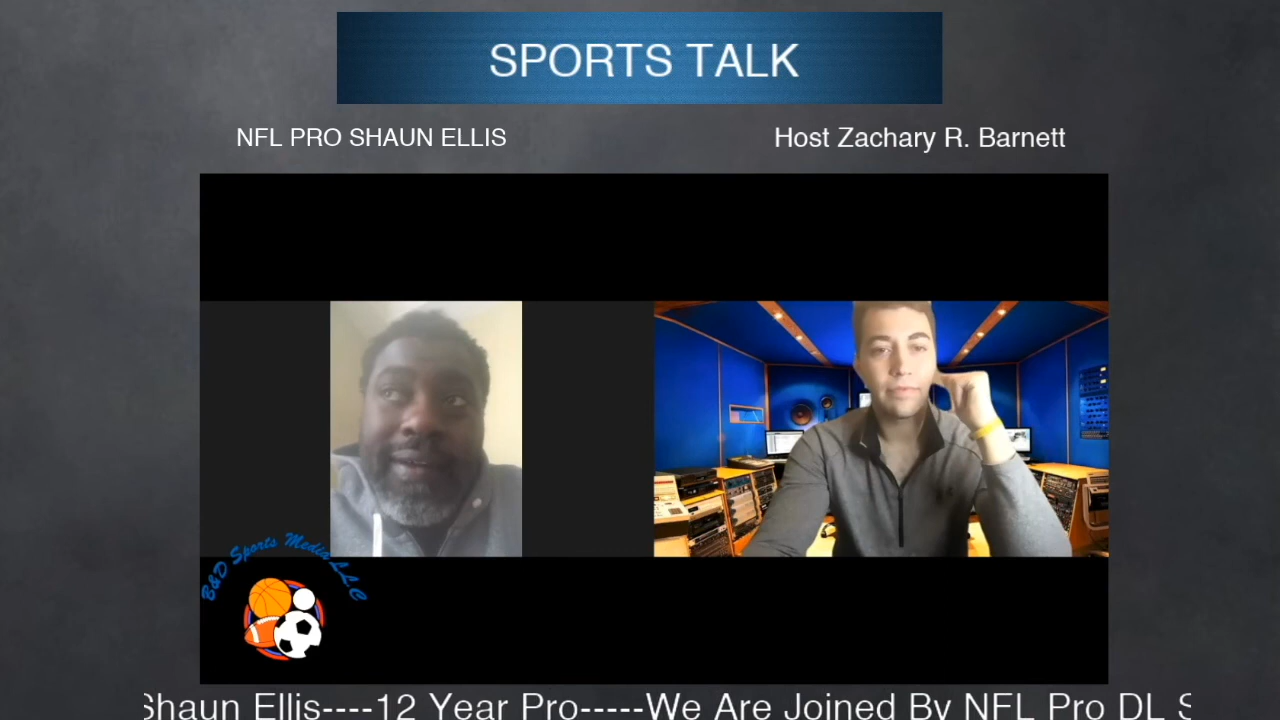 SPORTS TALK
NFL PRO SHAUN ELLIS
Host Zachary R. Barnett
B&D Sports Media LLC
Shaun Ellis----12 Year Pro-----We Are Joined By NFL Pro DL S